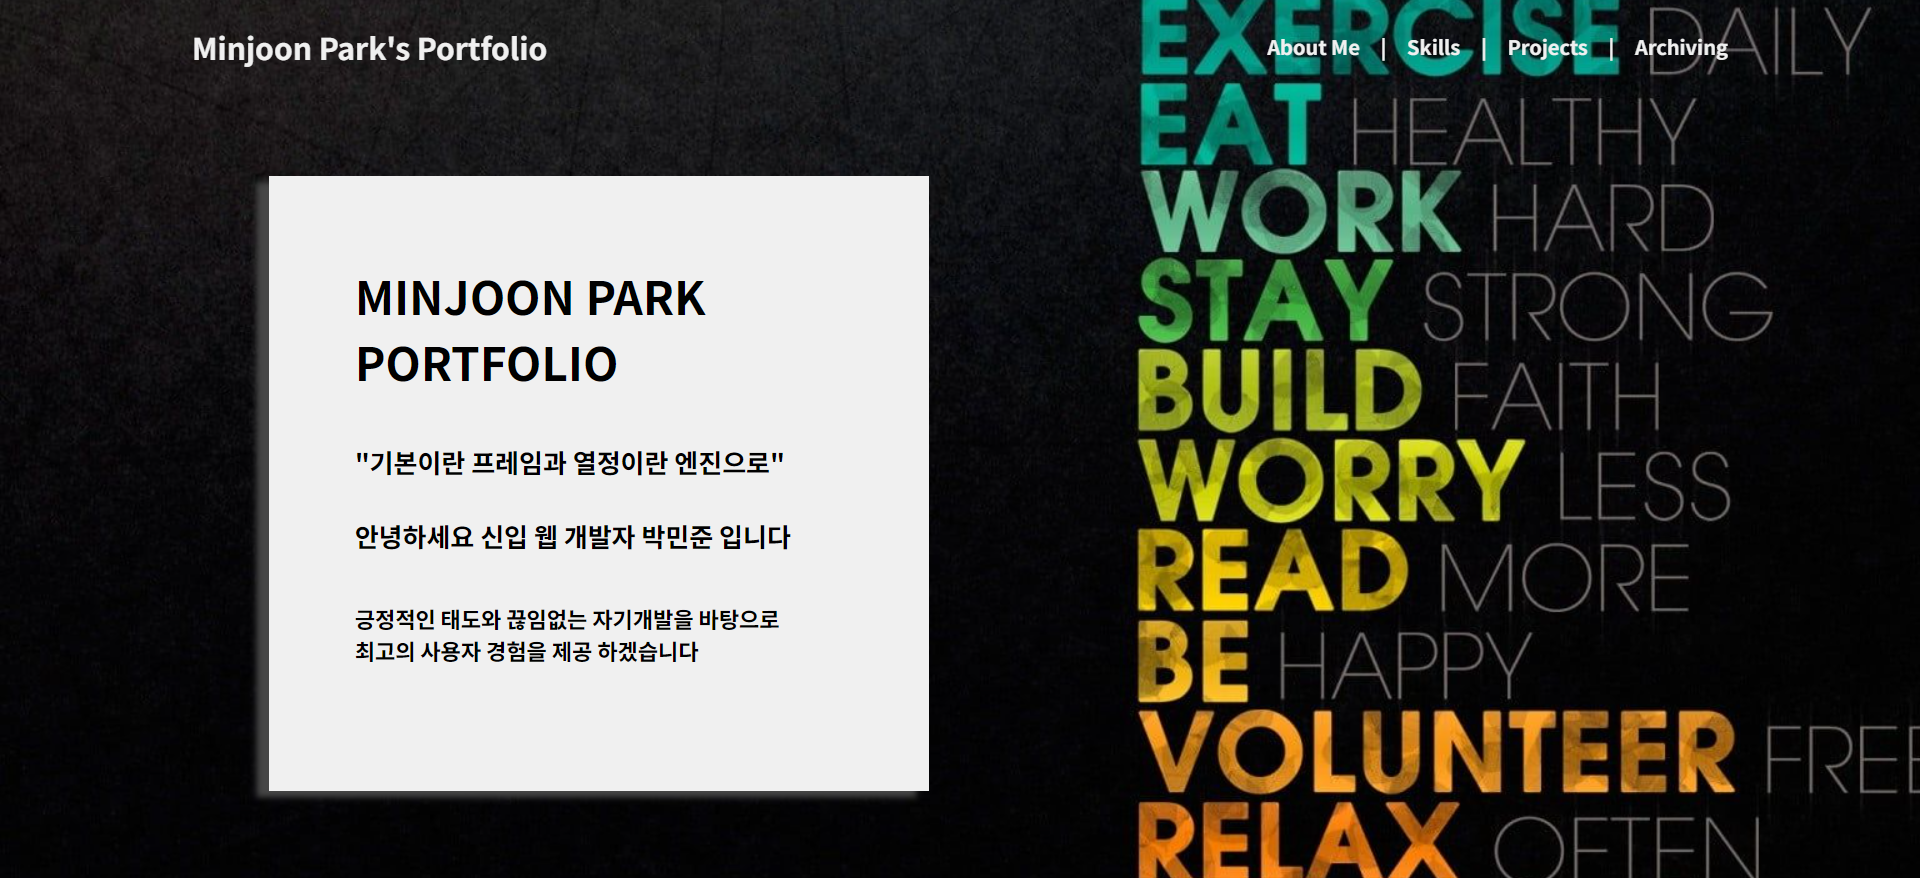 Minjoon Park's Portfolio
About Me | Skills | Projects | Archiving
MINJOON PARK
PORTFOLIO
"기본이란 프레임과 열정이란 엔진으로"
안녕하세요 신입 웹 개발자 박민준 입니다
긍정적인 태도와 끊임없는 자기개발을 바탕으로
최고의 사용자 경험을 제공 하겠습니다
EXERCISE DAILY
EAT HEALTHY
WORK HARD
STAY STRONG
BUILD FAITH
WORRY LESS
READ MORE
BE HAPPY
VOLUNTEER FREE
RELAX OFTEN